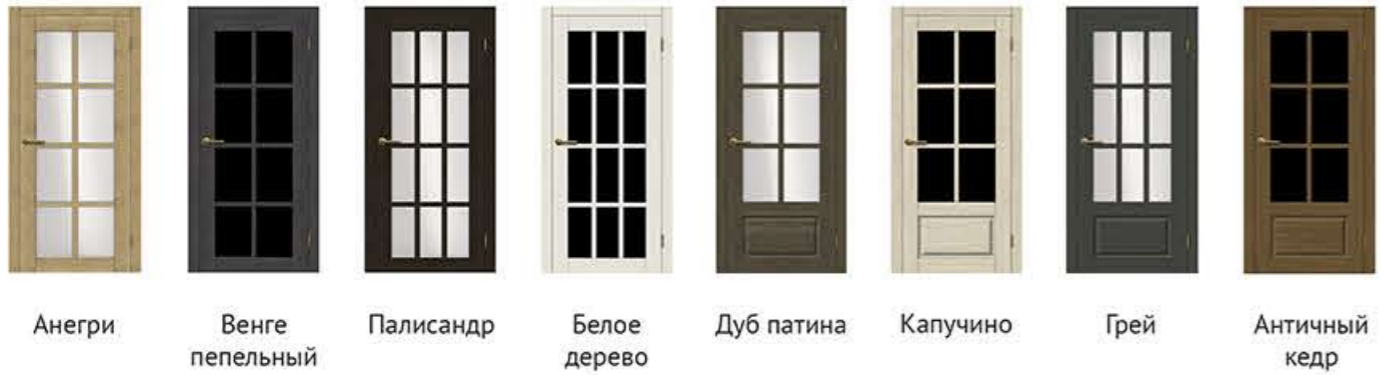 Анегри
Венге
пепельный
Палисандр
Белое
дерево
Дуб патина
Капучино
Грей
Античный
кедр